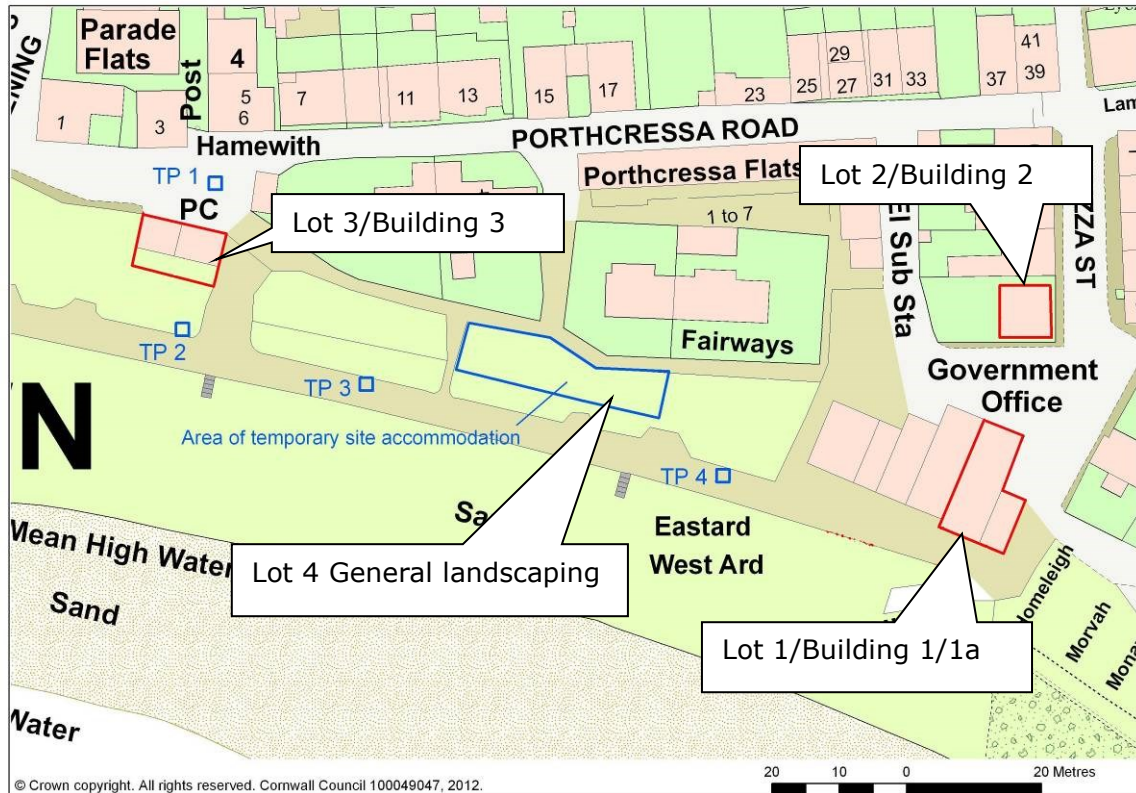 Parade
Flats
Post
4
5
6
1
3
7
11
13
15
17
23
25
29
27
31
33
37
41
39
Hamewith
PORTHCRESSA ROAD
TP 1
PC
Lot 3/Building 3
Porthcressa Flats
1 to 7
Lot 2/Building 2
El Sub Sta
ZZA ST
TP 2
TP 3
Fairways
Government
Office
N
Area of temporary site accommodation
TP 4
Eastard
West Ard
Mean High Water
Sand
Lot 4 General landscaping
Lot 1/Building 1/1a
Homeleigh
Morvah
Water
20 10 0 20 Metres
© Crown copyright. All rights reserved. Cornwall Council 100049047, 2012.